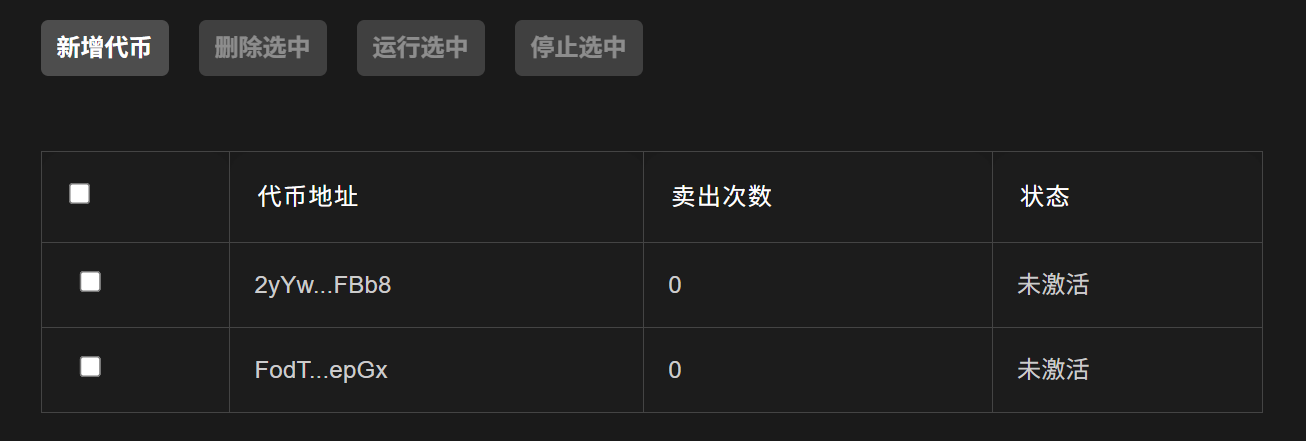 新增代币 删除选中 运行选中 停止选中
代币地址 卖出次数 状态
2yYw...FBb8 0 未激活
FodT...epGx 0 未激活